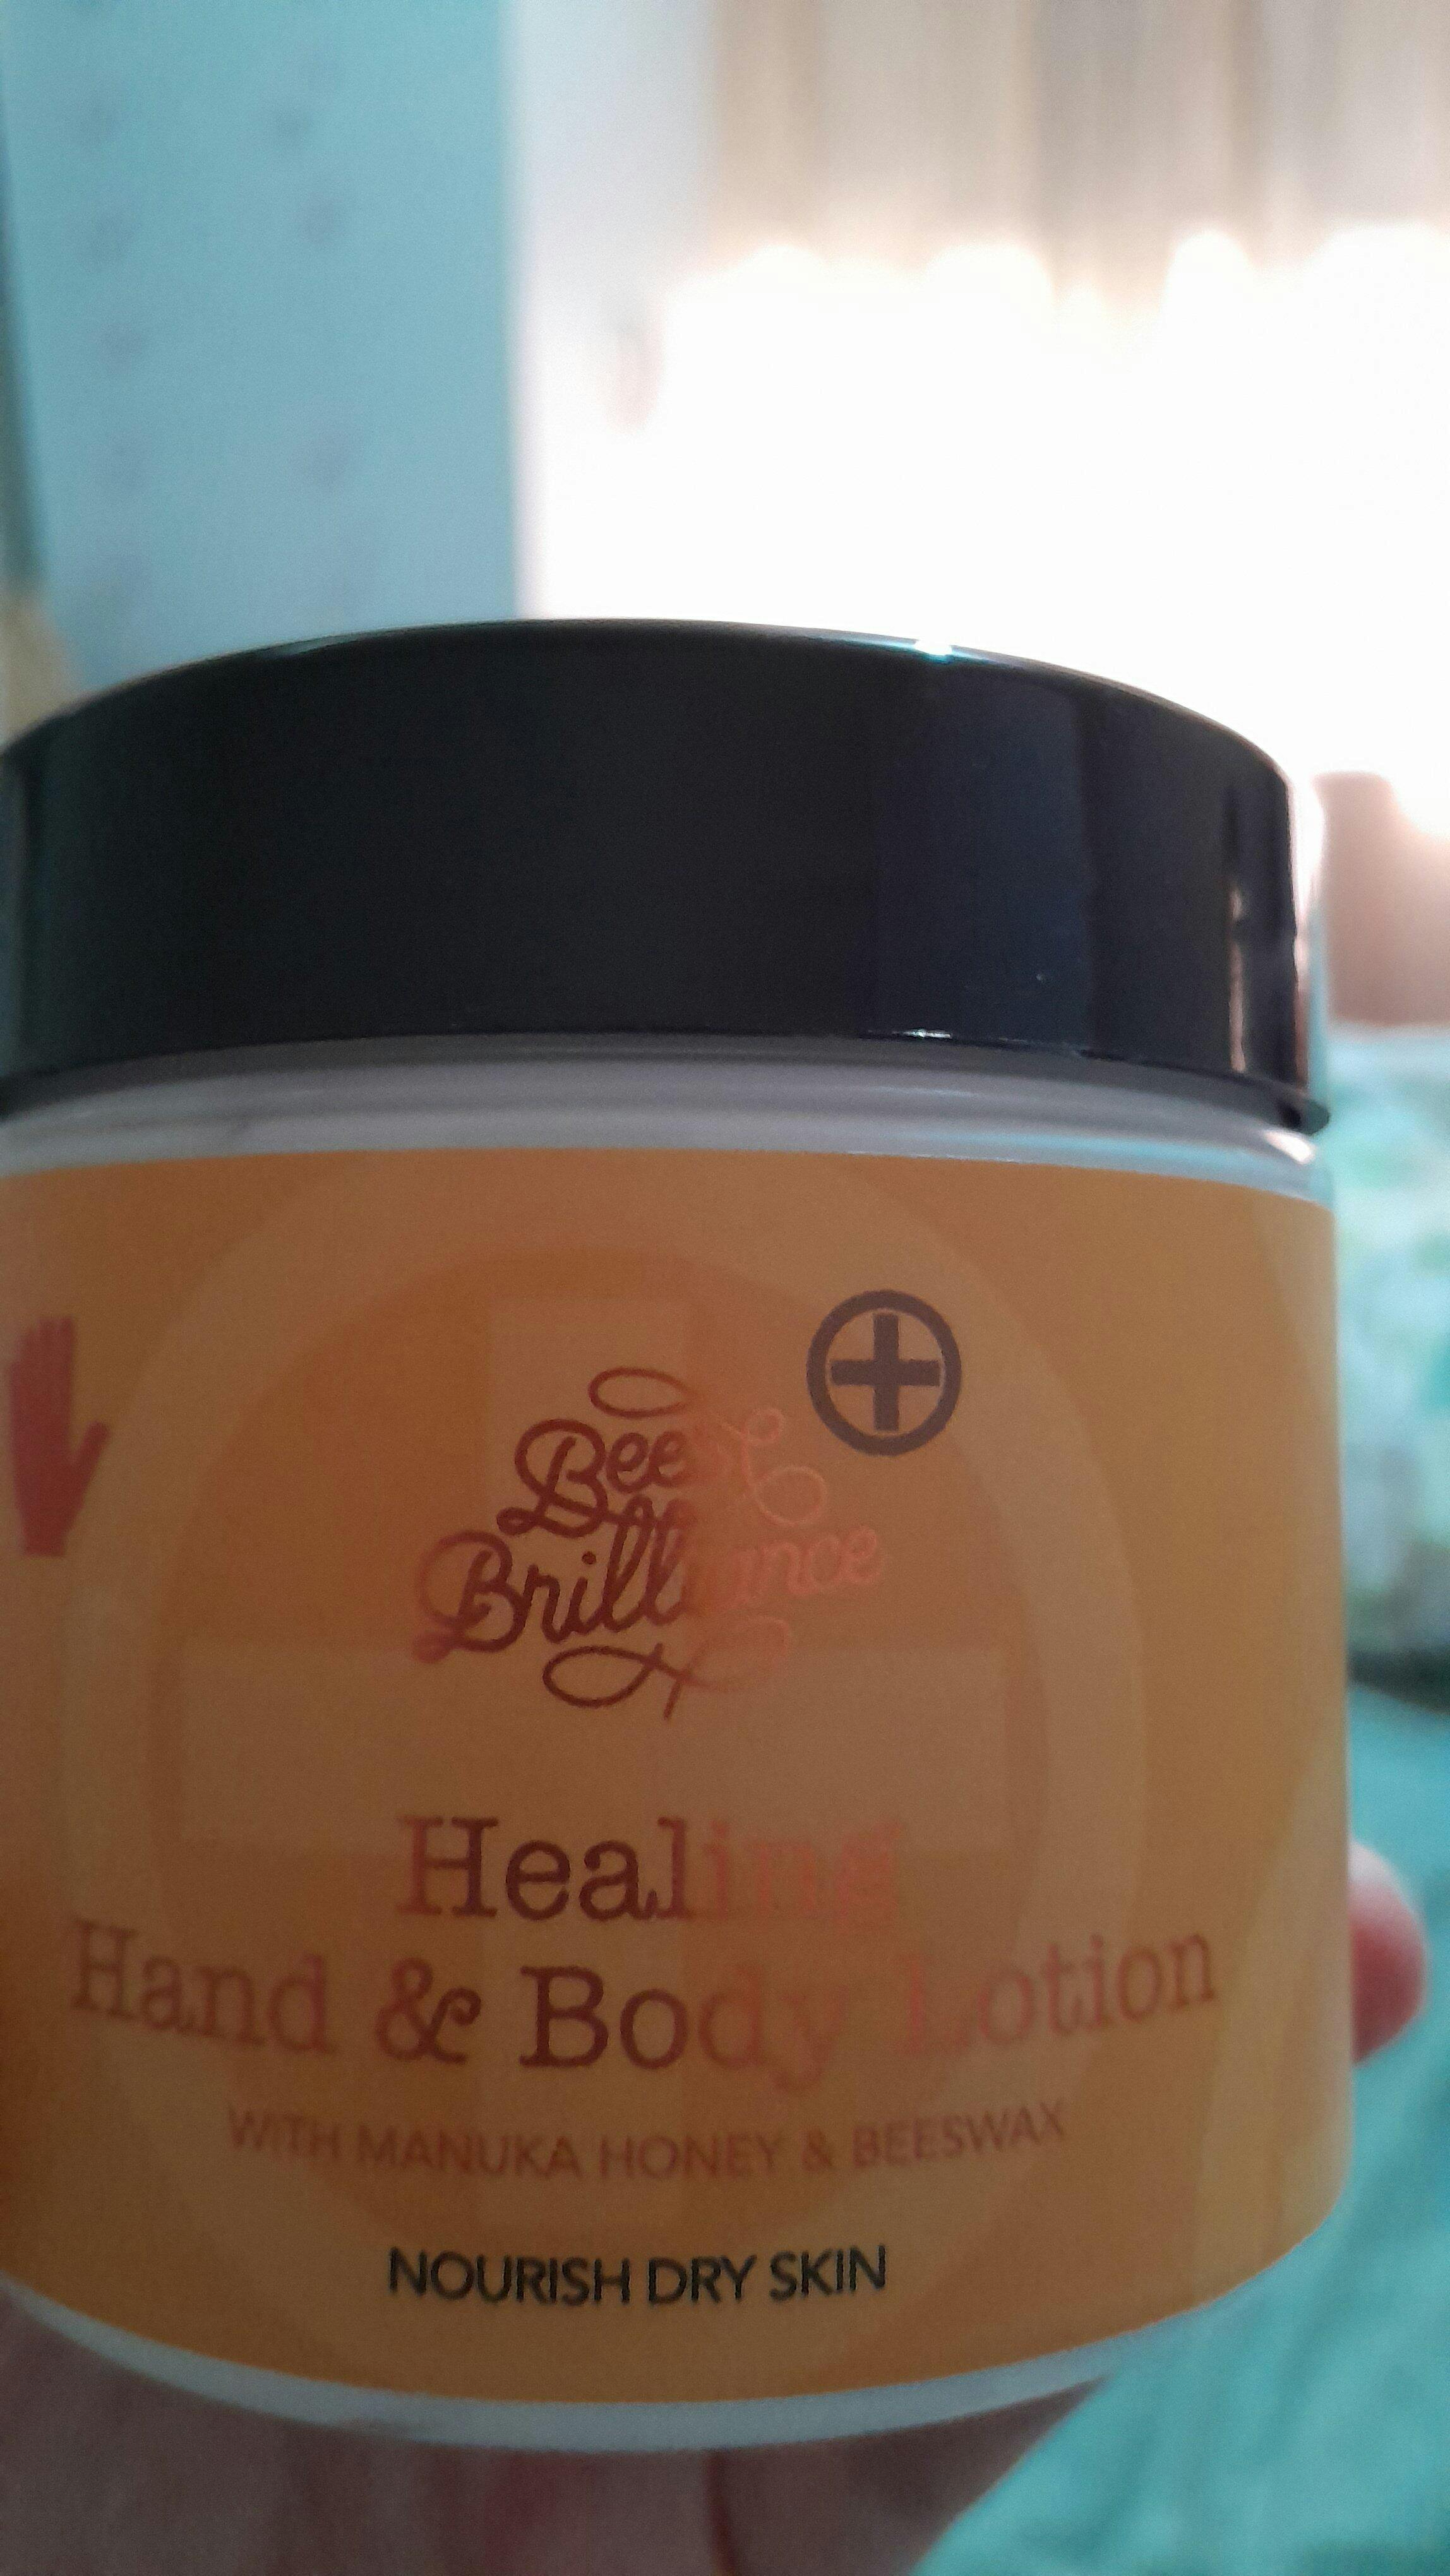 Bee
Brilliance
Healing
Hand & Body Lotion
WITH MANUKA HONEY & BEESWAX
NOURISH DRY SKIN